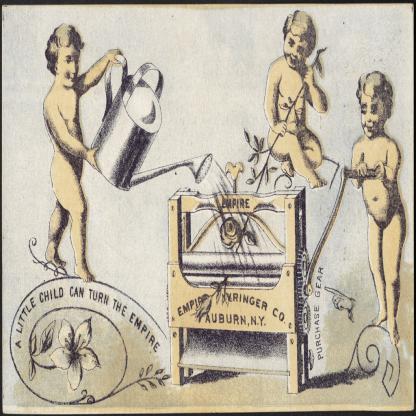 EMPIRE
EMPIRE WRINGER CO.
AUBURN, N.Y.
A LITTLE CHILD CAN TURN THE EMPIRE
PURCHASE GEAR